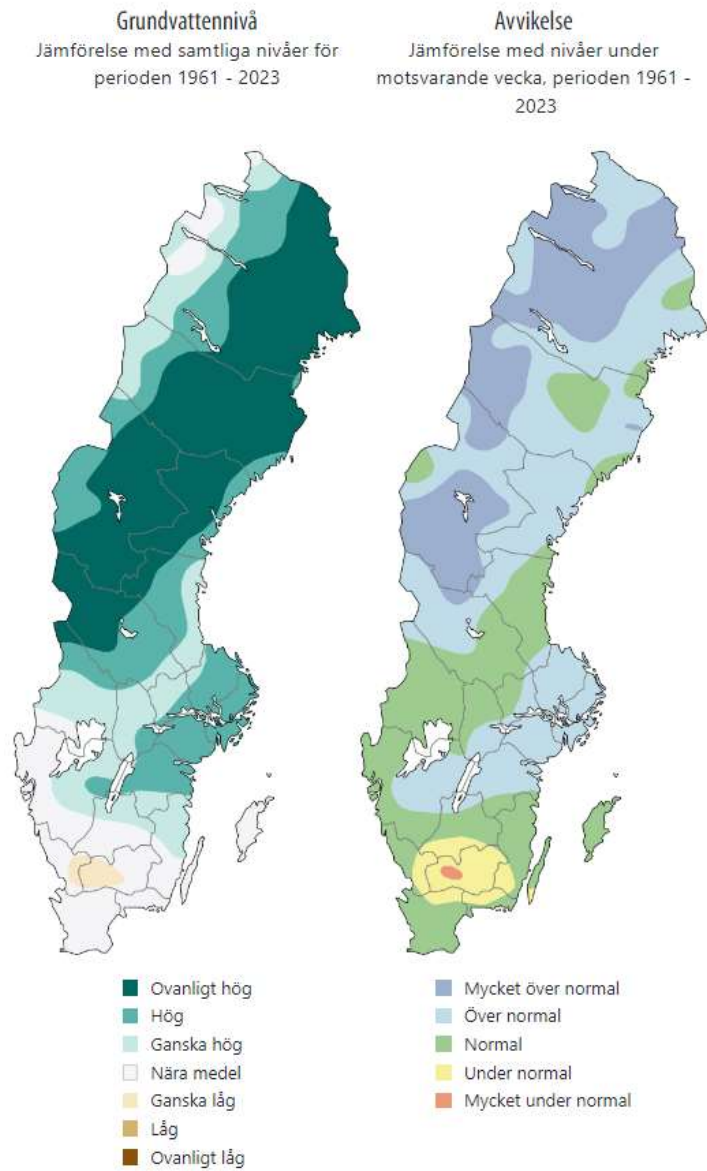 Grundvattennivå
Jämförelse med samtliga nivåer för
perioden 1961 - 2023
Avvikelse
Jämförelse med nivåer under
motsvarande vecka, perioden 1961 -
2023
Ovanligt hög
Hög
Ganska hög
Nära medel
Ganska låg
Låg
Ovanligt låg
Mycket över normal
Över normal
Normal
Under normal
Mycket under normal